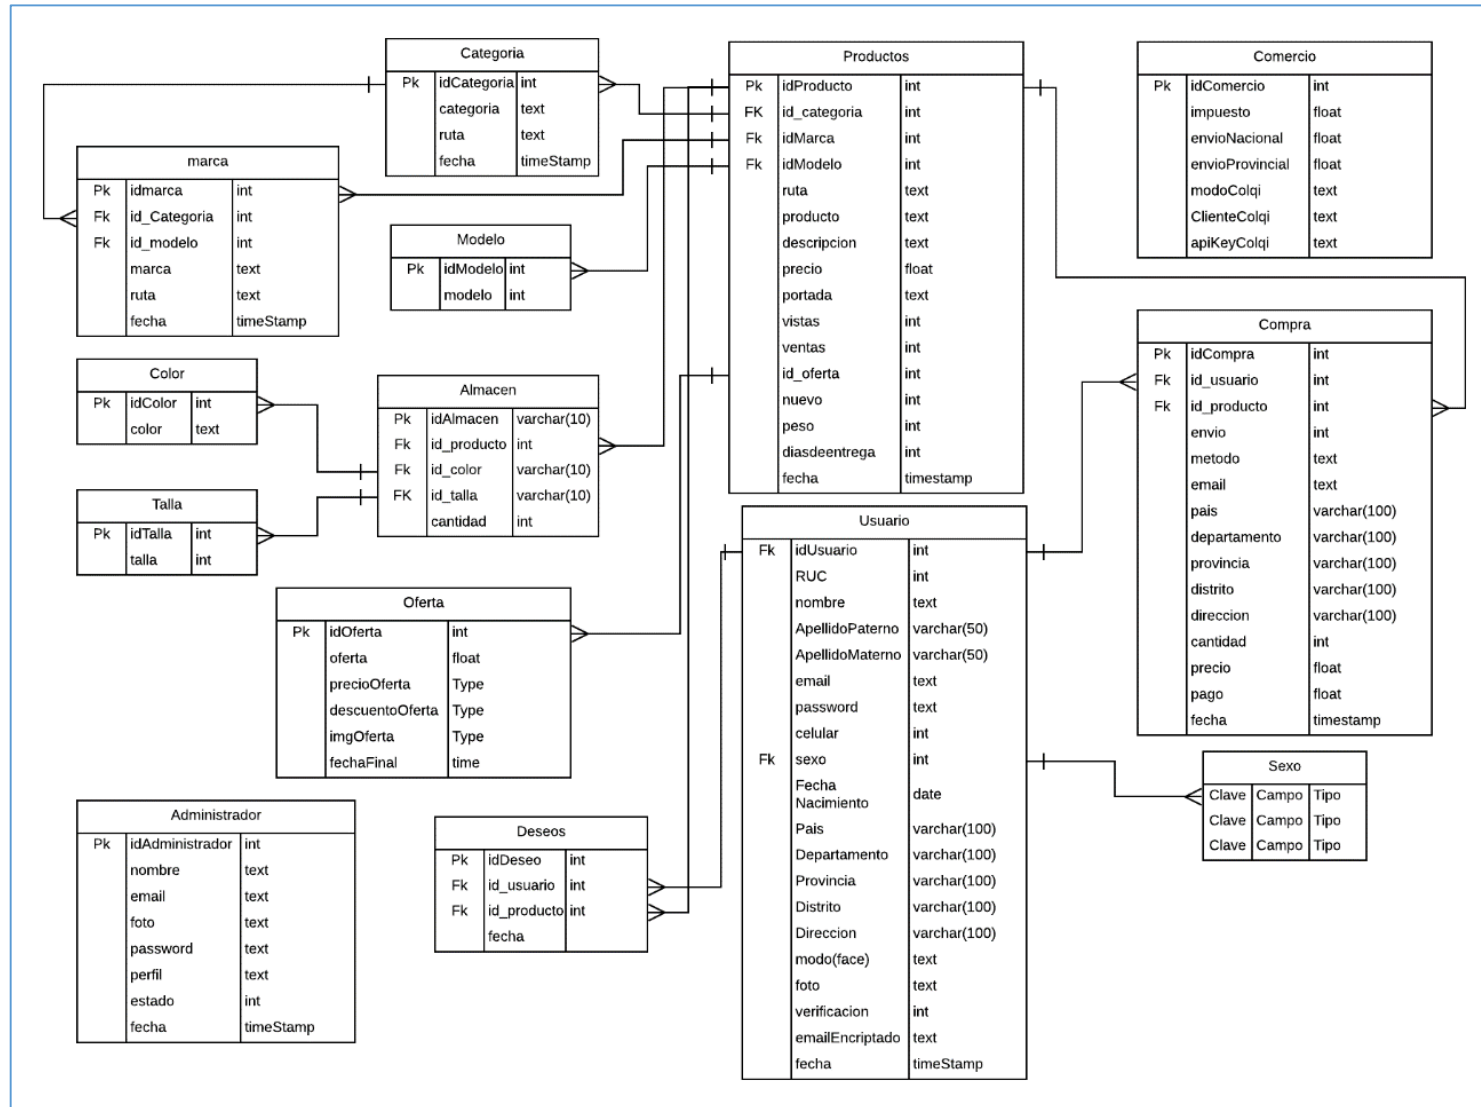 Categoria
Pk idCategoria int
categoria text
ruta text
fecha timeStamp
Productos
Pk idProducto int
FK id_categoria int
Fk idMarca int
Fk idModelo int
ruta text
producto text
descripcion text
precio float
portada text
vistas int
ventas int
id_oferta int
nuevo int
peso int
diasdeentrega int
fecha timestamp
Comercio
Pk idComercio int
impuesto float
envioNacional float
envioProvincial float
modoColqi text
ClienteColqi text
apiKeyColqi text
marca
Pk idmarca int
Fk id_Categoria int
Fk id_modelo int
marca text
ruta text
fecha timeStamp
Modelo
Pk idModelo int
modelo int
Compra
Pk idCompra int
Fk id_usuario int
Fk id_producto int
envio int
metodo text
email text
pais varchar(100)
departamento varchar(100)
provincia varchar(100)
distrito varchar(100)
direccion varchar(100)
cantidad int
precio float
pago float
fecha timestamp
Color
Pk idColor int
color text
Almacen
Pk idAlmacen varchar(10)
Fk id_producto int
Fk id_color varchar(10)
FK id_talla varchar(10)
cantidad int
Talla
Pk idTalla int
talla int
Usuario
Fk idUsuario int
RUC int
nombre text
ApellidoPaterno varchar(50)
ApellidoMaterno varchar(50)
email text
password text
celular int
Fk sexo int
Fecha
Nacimiento date
Pais varchar(100)
Departamento varchar(100)
Provincia varchar(100)
Distrito varchar(100)
Direccion varchar(100)
modo(face) text
foto text
verificacion int
emailEncriptado text
fecha timeStamp
Oferta
Pk idOferta int
oferta float
precioOferta Type
descuentoOferta Type
imgOferta Type
fechaFinal time
Sexo
Clave Campo Tipo
Clave Campo Tipo
Clave Campo Tipo
Administrador
Pk idAdministrador int
nombre text
email text
foto text
password text
perfil text
estado int
fecha timeStamp
Deseos
Pk idDeseo int
Fk id_usuario int
Fk id_producto int
fecha